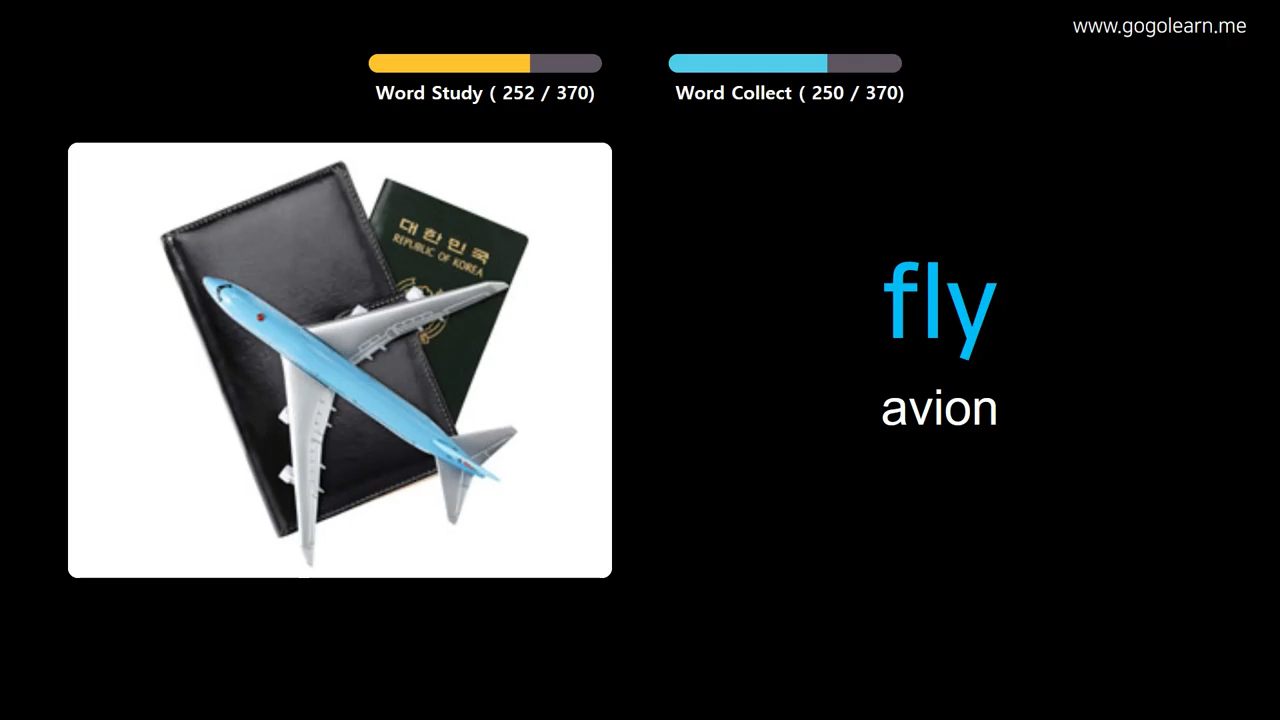 www.gogolearn.me
Word Study ( 252 / 370)
Word Collect ( 250 / 370)
대한민국
REPUBLIC OF KOREA
fly
avion